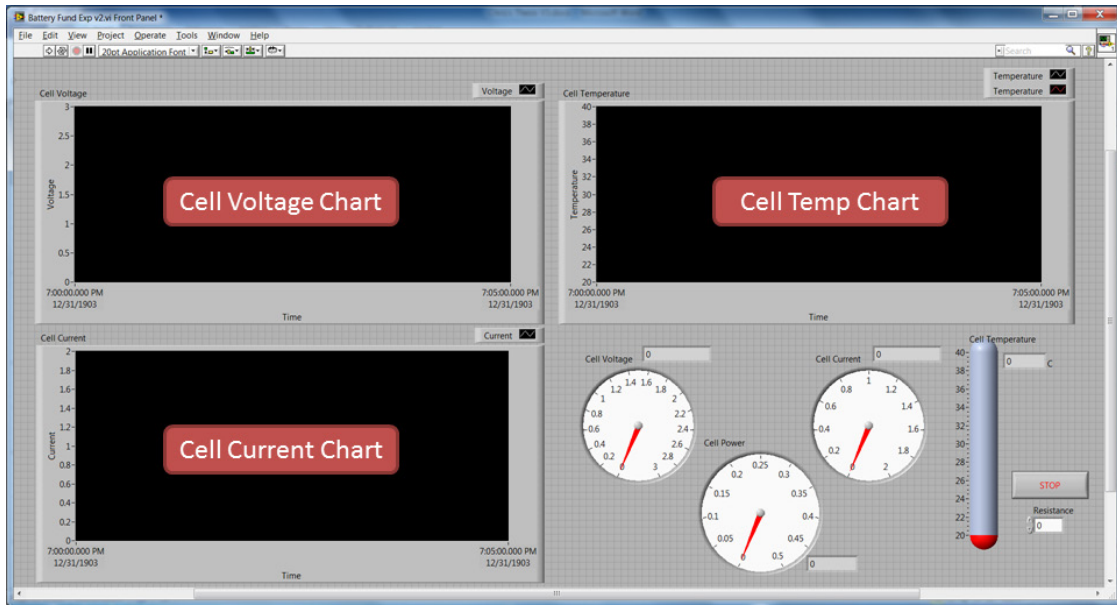 Battery Fund Exp v2.vi Front Panel *
File Edit View Project Operate Tools Window Help
20pt Application Font
Search
Cell Voltage
Voltage
3
2.5
2
1.5
1
0.5
0
Voltage
Cell Voltage Chart
7:00:00.000 PM
12/31/1903
7:05:00.000 PM
12/31/1903
Time
Temperature
Temperature
Cell Temperature
40
38
36
34
32
30
28
26
24
22
20
Temperature
Cell Temp Chart
7:00:00.000 PM
12/31/1903
7:05:00.000 PM
12/31/1903
Time
Cell Current
Current
2
1.8
1.6
1.4
1.2
1
0.8
0.6
0.4
0.2
0
Current
Cell Current Chart
7:00:00.000 PM
12/31/1903
7:05:00.000 PM
12/31/1903
Time
Cell Voltage
0
0 0.2 0.4 0.6 0.8 1 1.2 1.4 1.6 1.8 2 2.2 2.4 2.6 2.8 3
Cell Current
0
0 0.2 0.4 0.6 0.8 1 1.2 1.4 1.6 1.8 2
Cell Power
0 0.05 0.1 0.15 0.2 0.25 0.3 0.35 0.4 0.45 0.5
0
Cell Temperature
0 C
40
38
36
34
32
30
28
26
24
22
20
STOP
Resistance
0